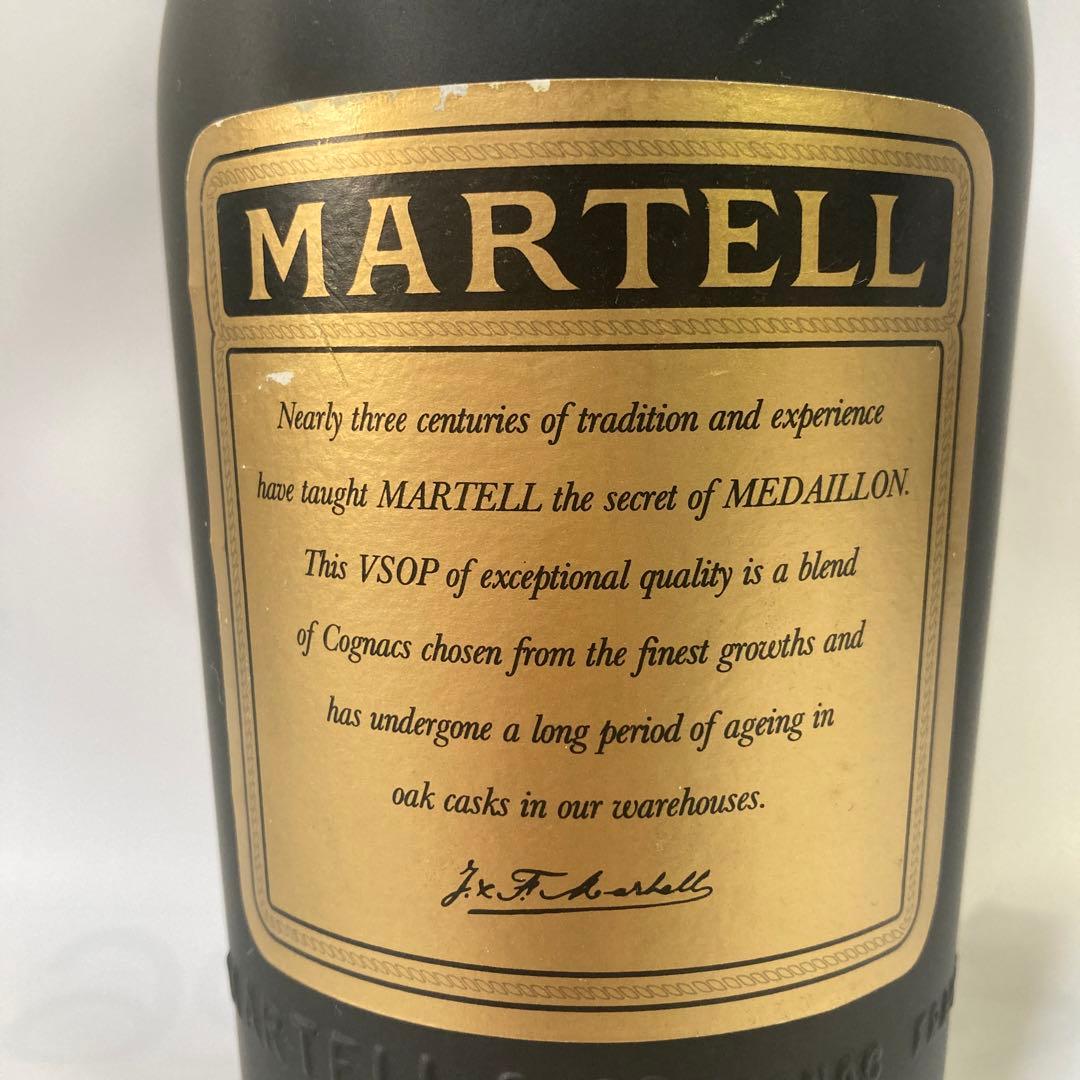 MARTELL
Nearly three centuries of tradition and experience
have taught MARTELL the secret of MEDAILLON.
This VSOP of exceptional quality is a blend
of Cognacs chosen from the finest growths and
has undergone a long period of ageing in
oak casks in our warehouses.
J. & F. Martell
MARTELL